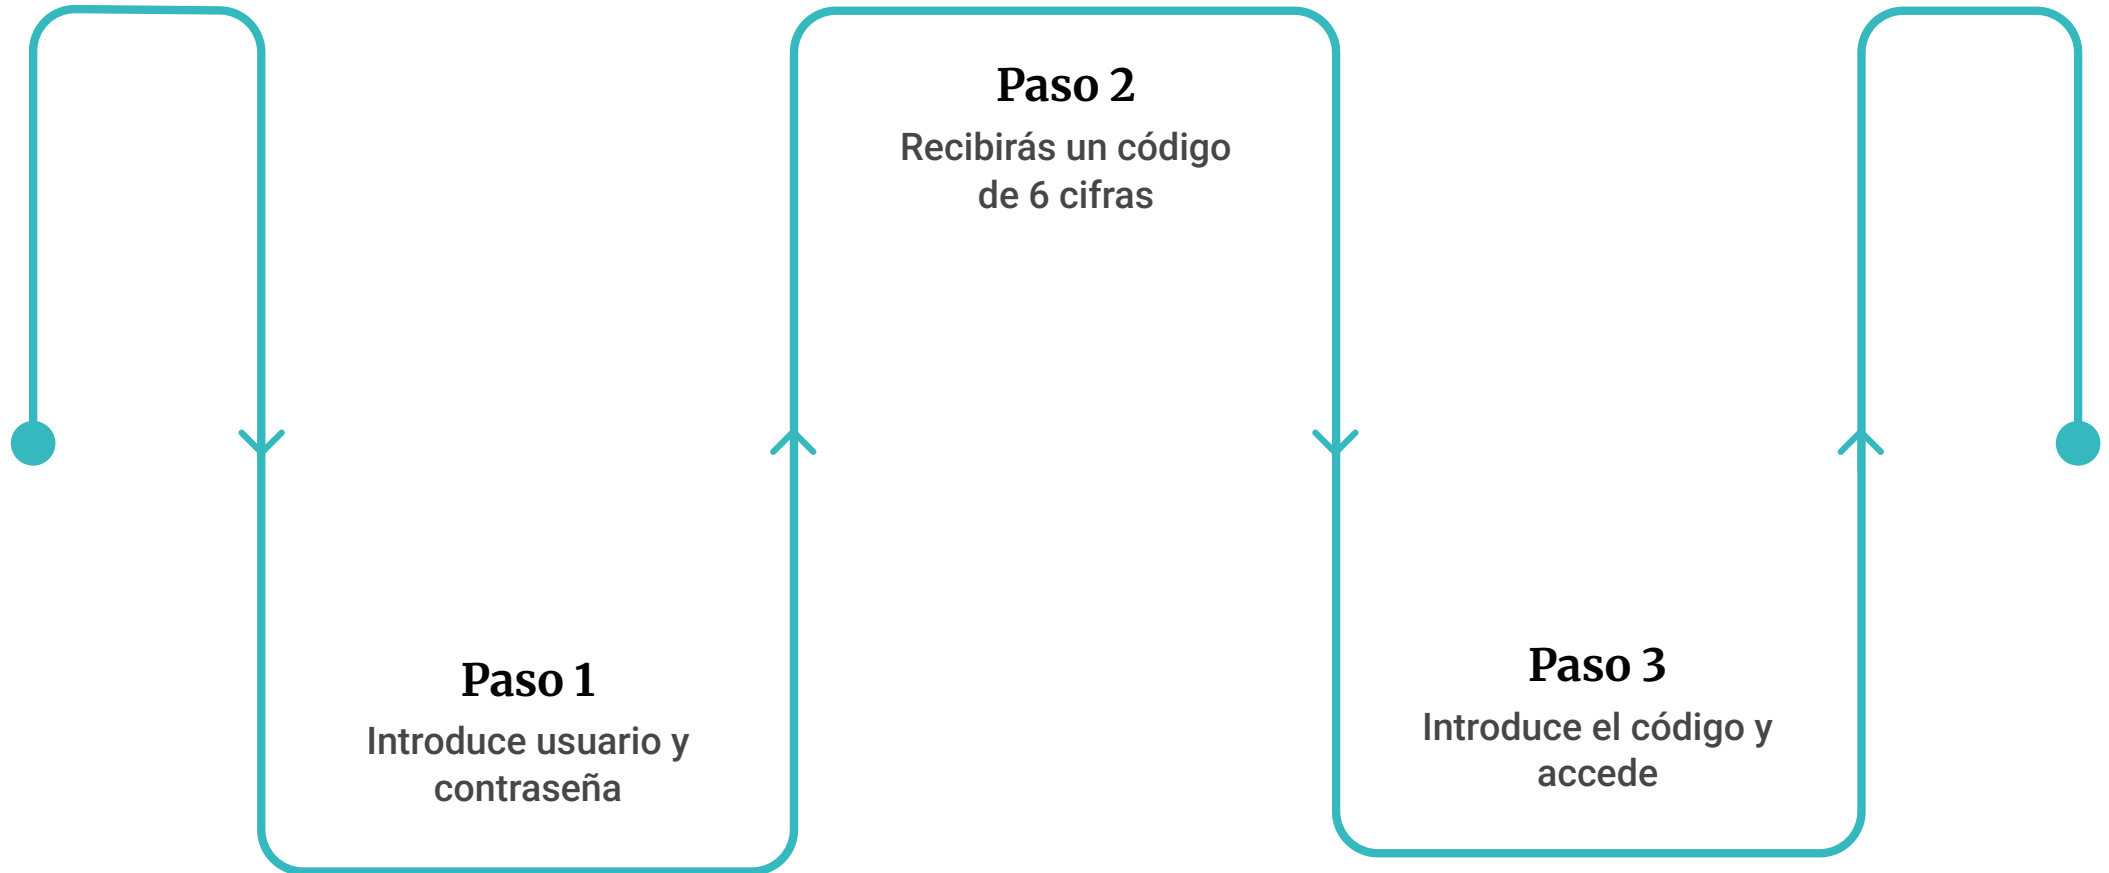 Paso 1
Introduce usuario y
contraseña
Paso 2
Recibirás un código
de 6 cifras
Paso 3
Introduce el código y
accede